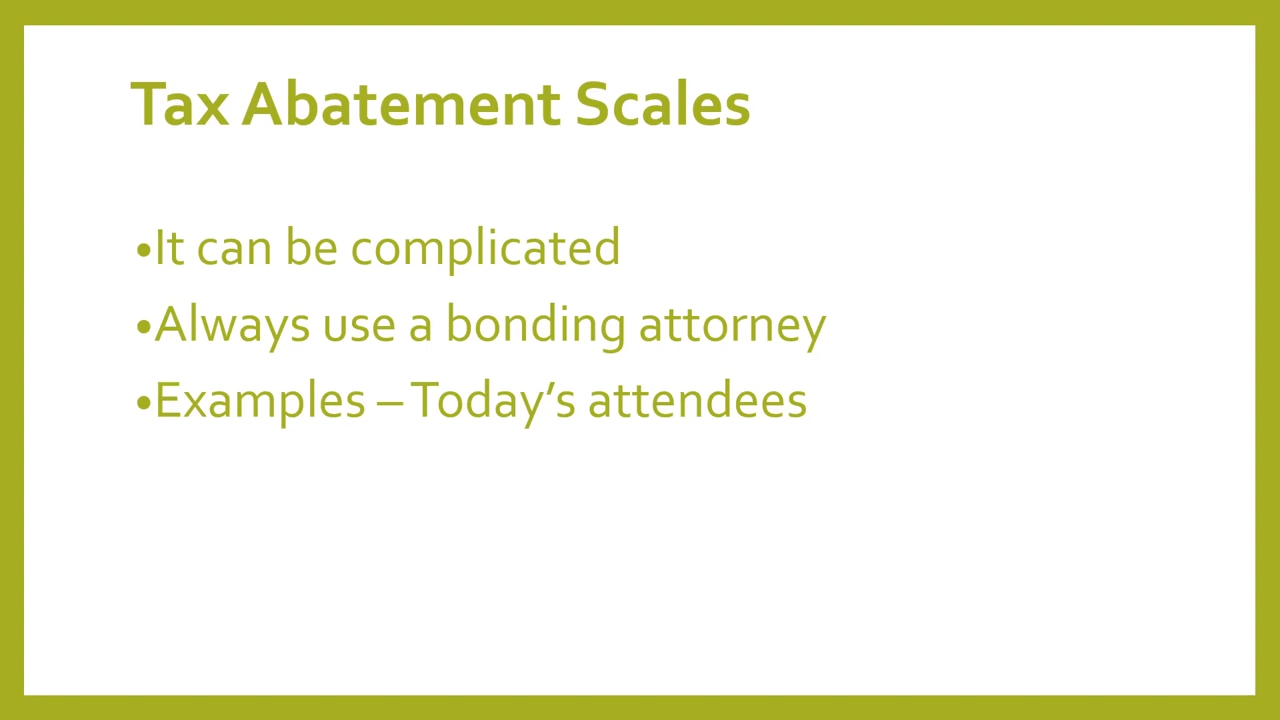 Tax Abatement Scales
•It can be complicated
•Always use a bonding attorney
•Examples – Today’s attendees